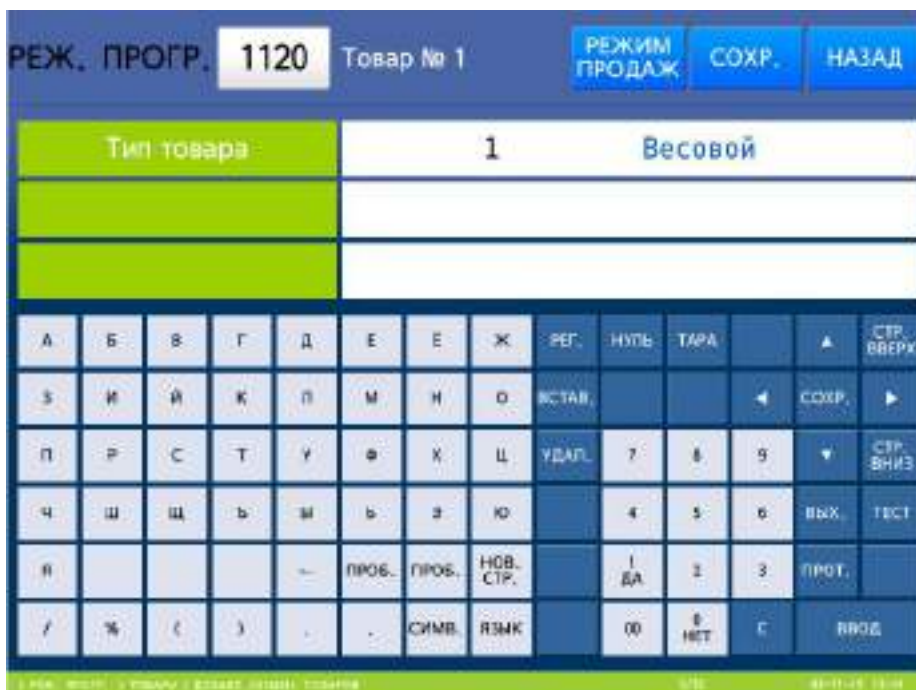 РЕЖ. ПРОГР. 1120 Товар № 1 РЕЖИМ ПРОДАЖ СОХР. НАЗАД
Тип товара 1 Весовой
А Б В Г Д Е Ё Ж РЕГ. НУЛЬ ТАРА ▲ СТР. ВВЕРХ
З И Й К Л М Н О ВСТАВ. ◀ СОХР. ▶
П Р С Т У Ф Х Ц УДАЛ. 7 8 9 ▼ СТР. ВНИЗ
Ч Ш Щ Ъ Ы Ь Э Ю 4 5 6 ВЫХ. ТЕСТ
Я ← ПРОБ. ПРОБ. НОВ. СТР. 1 ДА 2 3 ПРОТ.
/ % ( ) СИМВ. ЯЗЫК 00 0 НЕТ С ВВОД